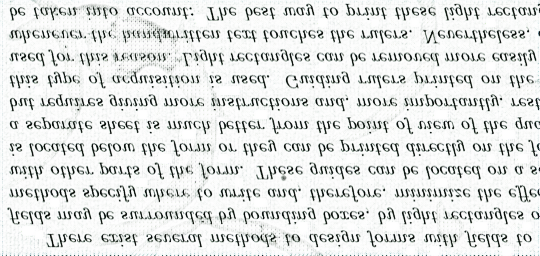 There exist several methods to design forms with fields to
fields may be surrounded by bounding boxes, by light rectangles o
methods specify where to write and, therefore, minimize the effec
with other parts of the form. These guides can be located on a s
is located below the form or they can be printed directly on the fo
a separate sheet is much better from the point of view of the qua
but requires giving more instructions and, more importantly, rest
this type of acquisition is used. Guiding rulers printed on the
used for this reason. Light rectangles can be removed more easily
whenever the handwritten text touches the rulers. Nevertheless,
be taken into account: The best way to print these light rectang